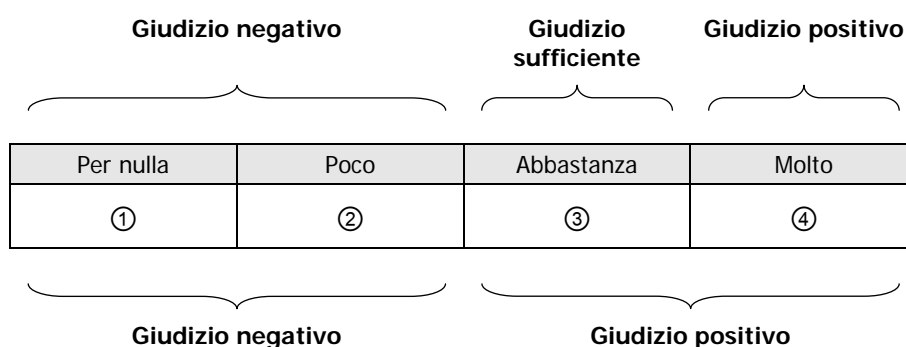 Giudizio negativo Giudizio sufficiente Giudizio positivo
Per nulla Poco Abbastanza Molto
① ② ③ ④
Giudizio negativo Giudizio positivo